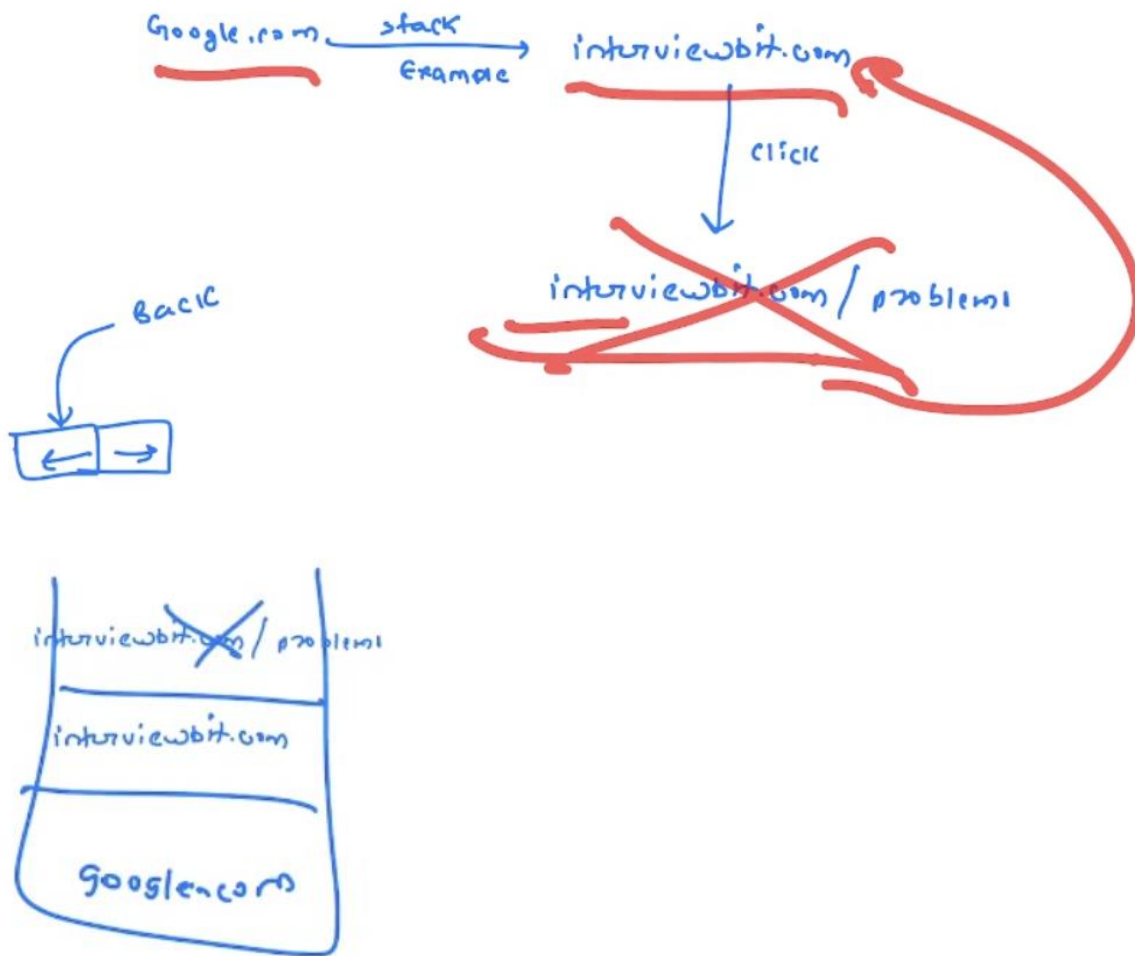 Google.com stack interviewbit.com
Example
click
interviewbit.com / problems
Back
interviewbit.com / problems
interviewbit.com
google.com